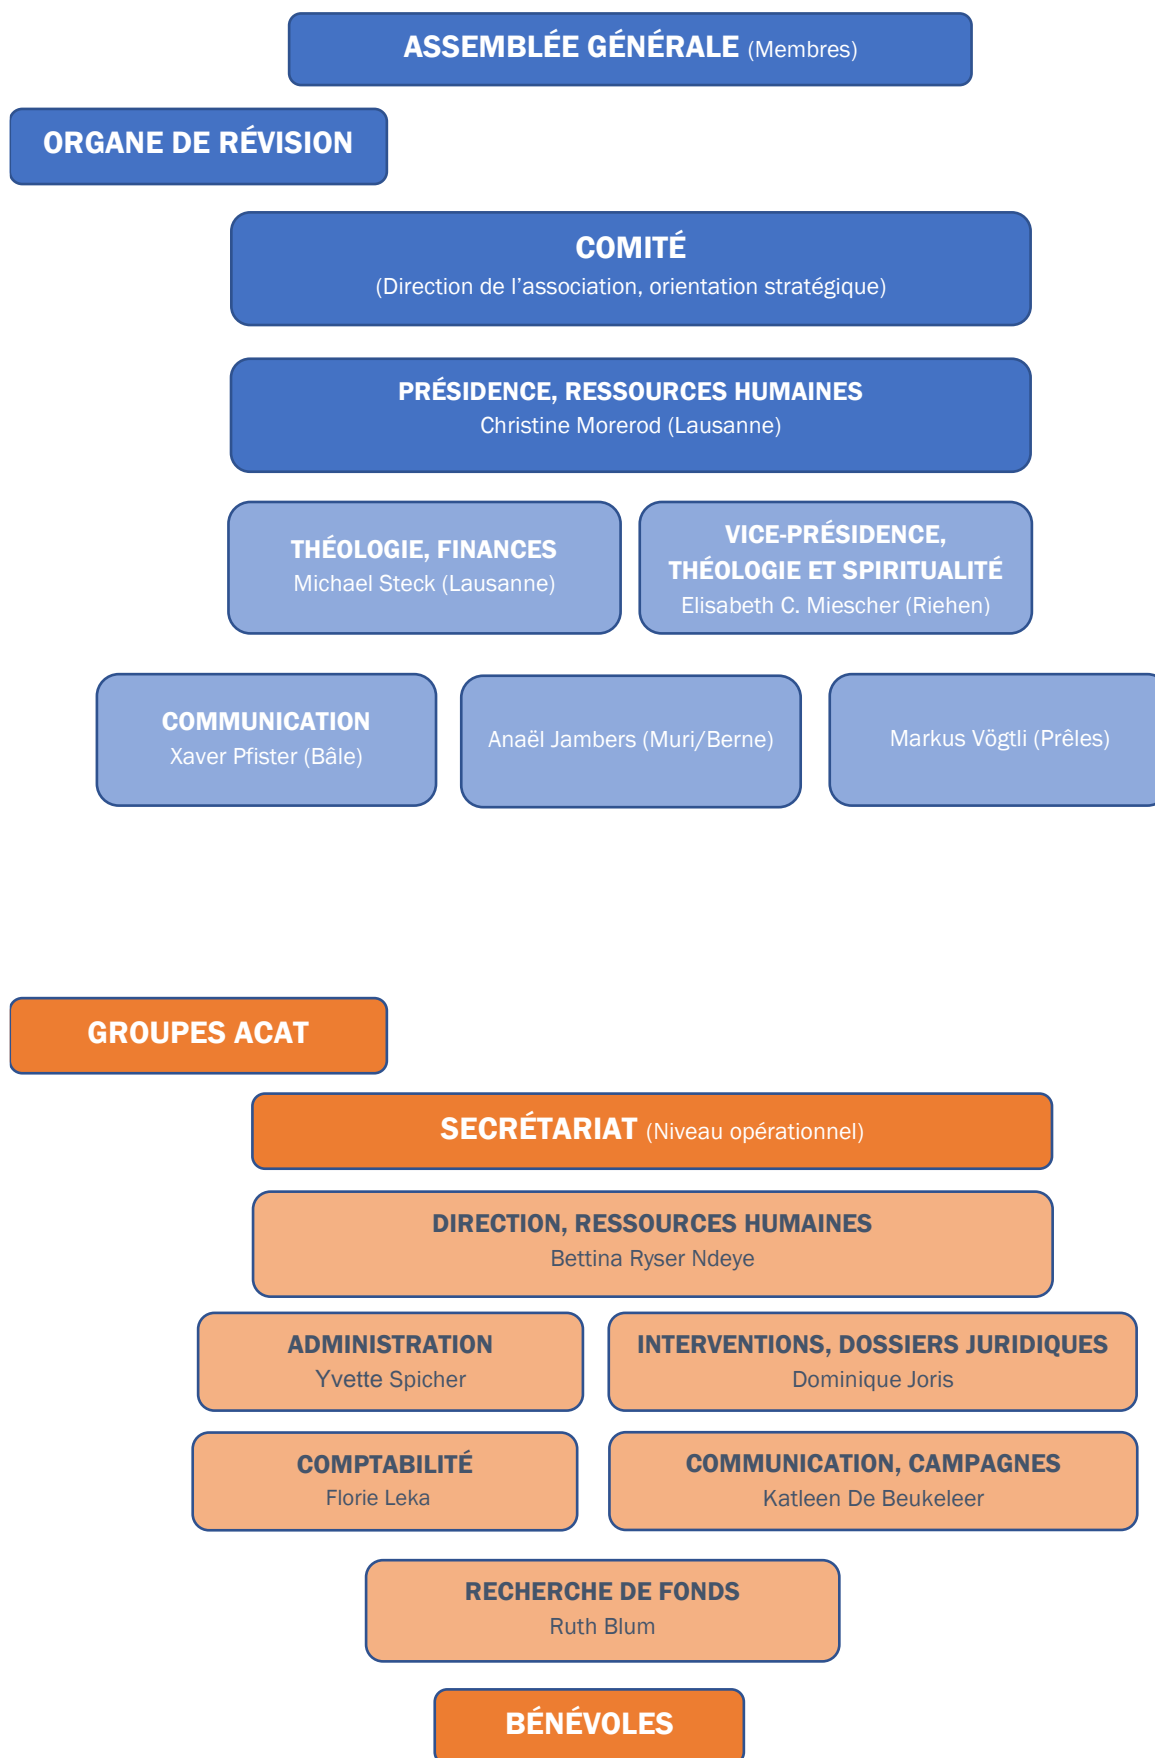 ASSEMBLÉE GÉNÉRALE (Membres)
ORGANE DE RÉVISION
COMITÉ
(Direction de l’association, orientation stratégique)
PRÉSIDENCE, RESSOURCES HUMAINES
Christine Morerod (Lausanne)
THÉOLOGIE, FINANCES
Michael Steck (Lausanne)
VICE-PRÉSIDENCE,
THÉOLOGIE ET SPIRITUALITÉ
Elisabeth C. Miescher (Riehen)
COMMUNICATION
Xaver Pfister (Bâle)
Anaël Jambers (Muri/Berne)
Markus Vögtli (Prêles)
GROUPES ACAT
SECRÉTARIAT (Niveau opérationnel)
DIRECTION, RESSOURCES HUMAINES
Bettina Ryser Ndeye
ADMINISTRATION
Yvette Spicher
INTERVENTIONS, DOSSIERS JURIDIQUES
Dominique Joris
COMPTABILITÉ
Florie Leka
COMMUNICATION, CAMPAGNES
Katleen De Beukeleer
RECHERCHE DE FONDS
Ruth Blum
BÉNÉVOLES